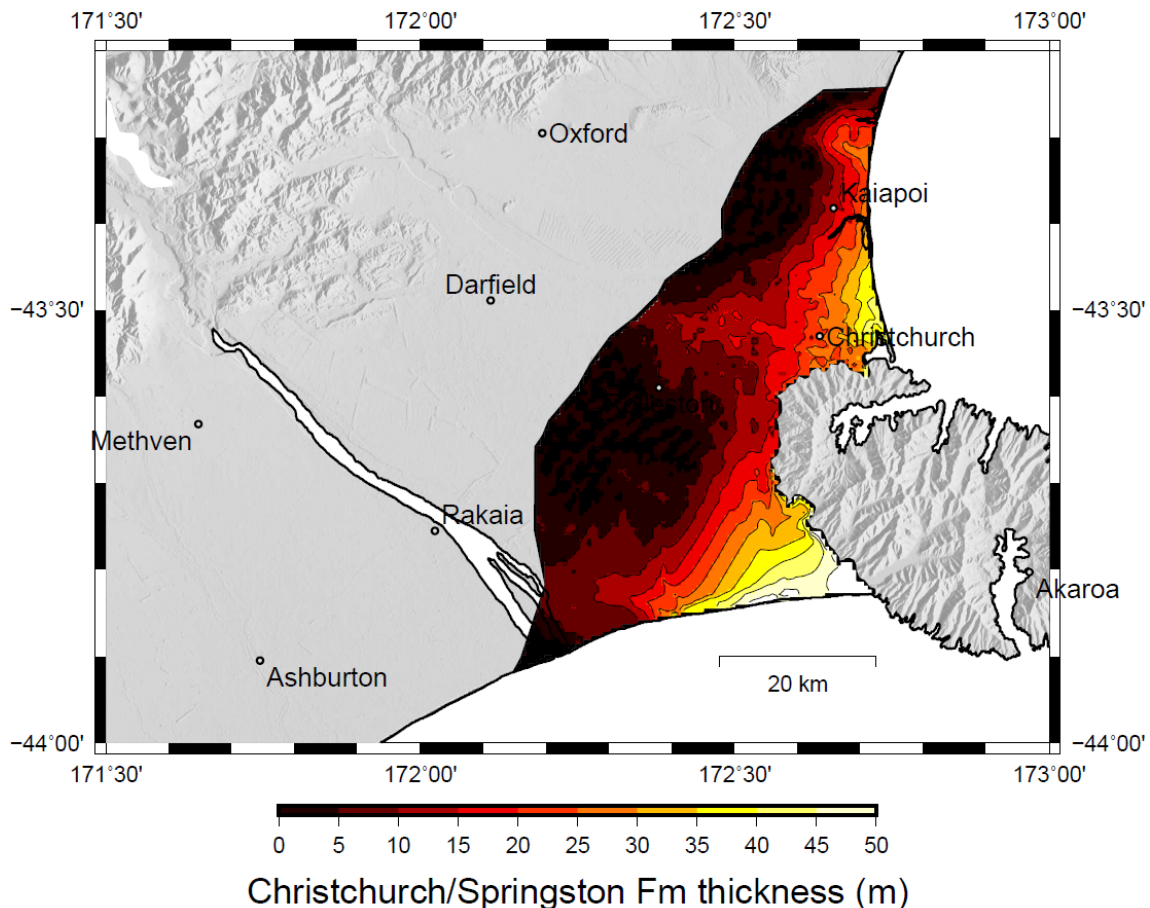 171°30' 172°00' 172°30' 173°00'
Oxford
Kaiapoi
Darfield
−43°30' −43°30'
Christchurch
Methven
Rakaia
Akaroa
Ashburton
20 km
−44°00' −44°00'
171°30' 172°00' 172°30' 173°00'
0 5 10 15 20 25 30 35 40 45 50
Christchurch/Springston Fm thickness (m)